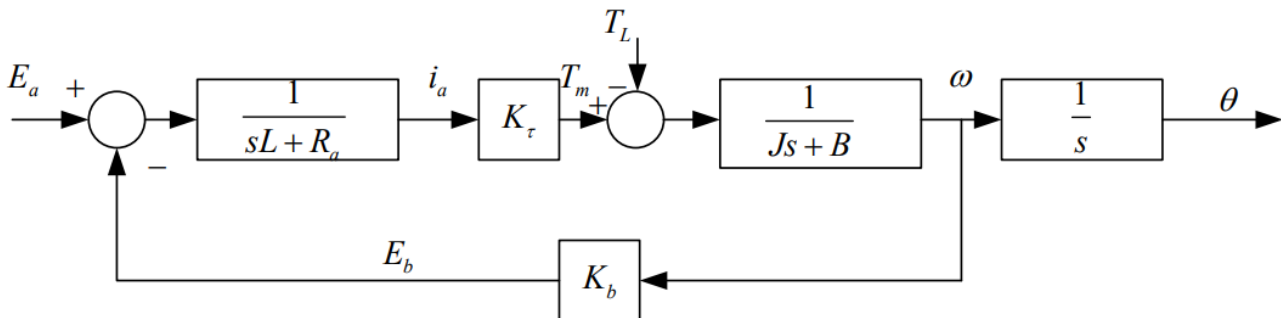 T_L
E_a + 1/(sL + R_a) i_a K_τ T_m + − 1/(Js + B) ω 1/s θ
−
E_b K_b